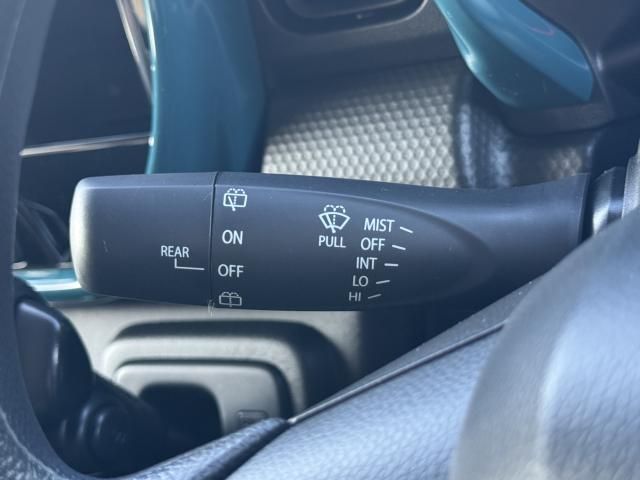 REAR
ON
OFF
PULL
MIST
OFF
INT
LO
HI